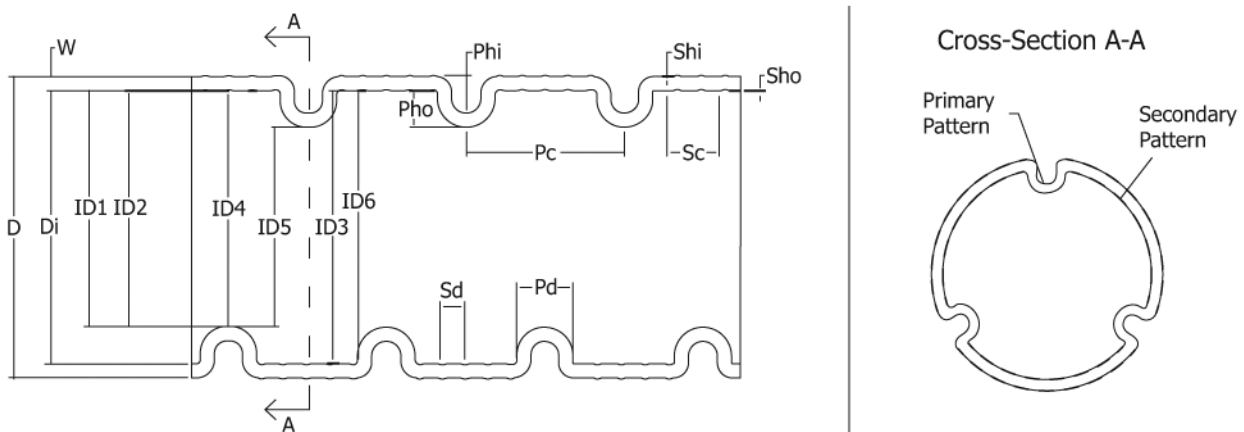 A
W
Phi
Shi
Sho
Pho
Pc
Sc
D
Di
ID1
ID2
ID4
ID5
ID3
ID6
Sd
Pd
A
Cross-Section A-A
Primary
Pattern
Secondary
Pattern